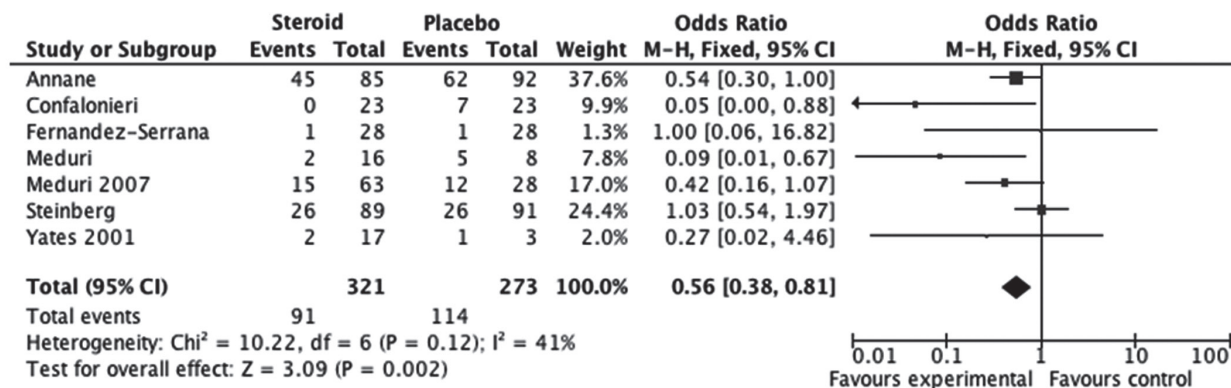 Steroid Placebo Odds Ratio Odds Ratio
Study or Subgroup Events Total Events Total Weight M-H, Fixed, 95% CI M-H, Fixed, 95% CI
Annane 45 85 62 92 37.6% 0.54 [0.30, 1.00]
Confalonieri 0 23 7 23 9.9% 0.05 [0.00, 0.88]
Fernandez-Serrana 1 28 1 28 1.3% 1.00 [0.06, 16.82]
Meduri 2 16 5 8 7.8% 0.09 [0.01, 0.67]
Meduri 2007 15 63 12 28 17.0% 0.42 [0.16, 1.07]
Steinberg 26 89 26 91 24.4% 1.03 [0.54, 1.97]
Yates 2001 2 17 1 3 2.0% 0.27 [0.02, 4.46]
Total (95% CI) 321 273 100.0% 0.56 [0.38, 0.81]
Total events 91 114
Heterogeneity: Chi² = 10.22, df = 6 (P = 0.12); I² = 41%
Test for overall effect: Z = 3.09 (P = 0.002)
0.01 0.1 1 10 100
Favours experimental Favours control